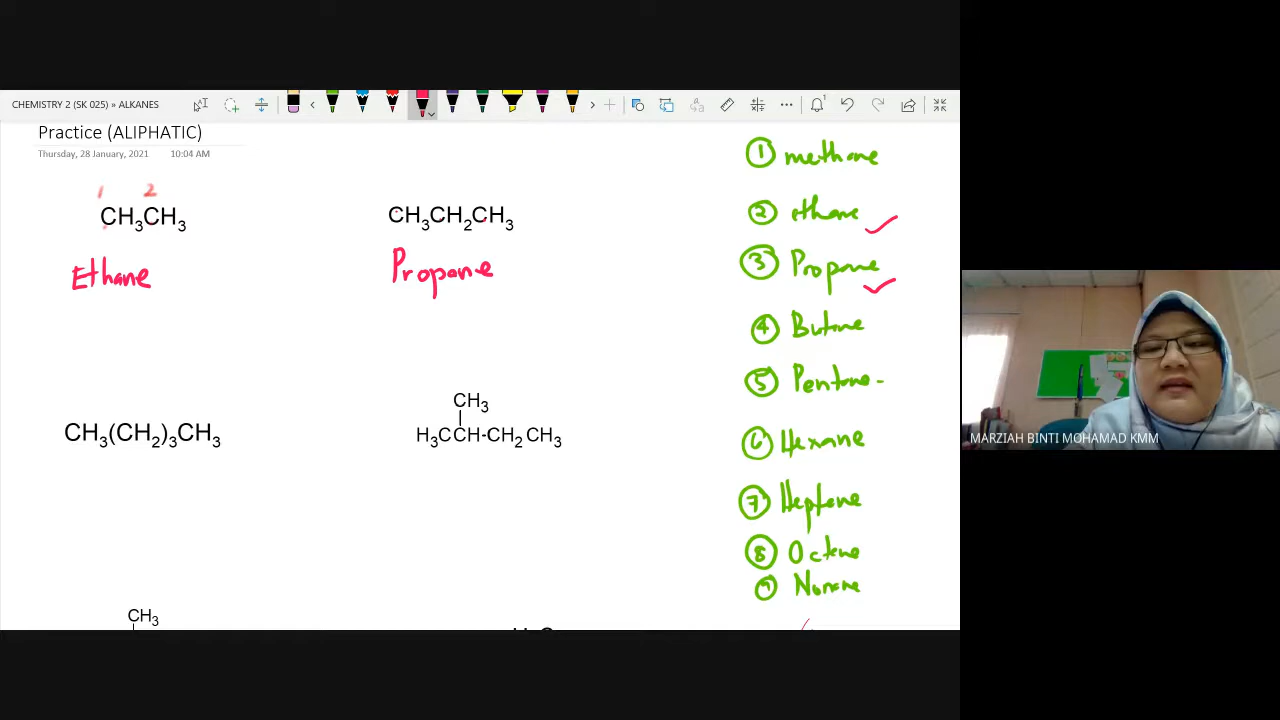 CHEMISTRY 2 (SK 025) » ALKANES
Practice (ALIPHATIC)
Thursday, 28 January, 2021 10:04 AM
1 2
CH₃CH₃
Ethane
CH₃CH₂CH₃
Propane
CH₃(CH₂)₃CH₃
CH₃
H₃CCH-CH₂CH₃
CH₃
① methane
② ethane
③ Propane
④ Butane
⑤ Pentane
⑥ Hexane
⑦ Heptane
⑧ Octane
⑨ Nonane
MARZIAH BINTI MOHAMAD KMM